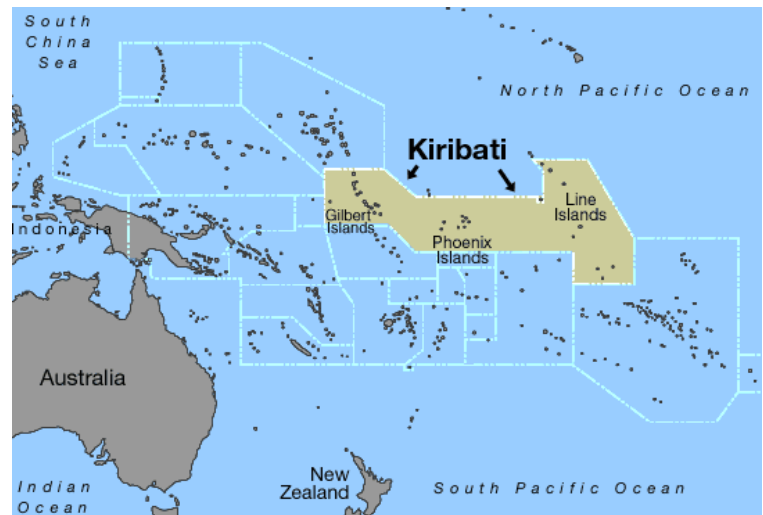 South
China
Sea
North Pacific Ocean
Kiribati
Line
Islands
Gilbert
Islands
Indonesia
Phoenix
Islands
Australia
New
Zealand
Indian
Ocean
South Pacific Ocean